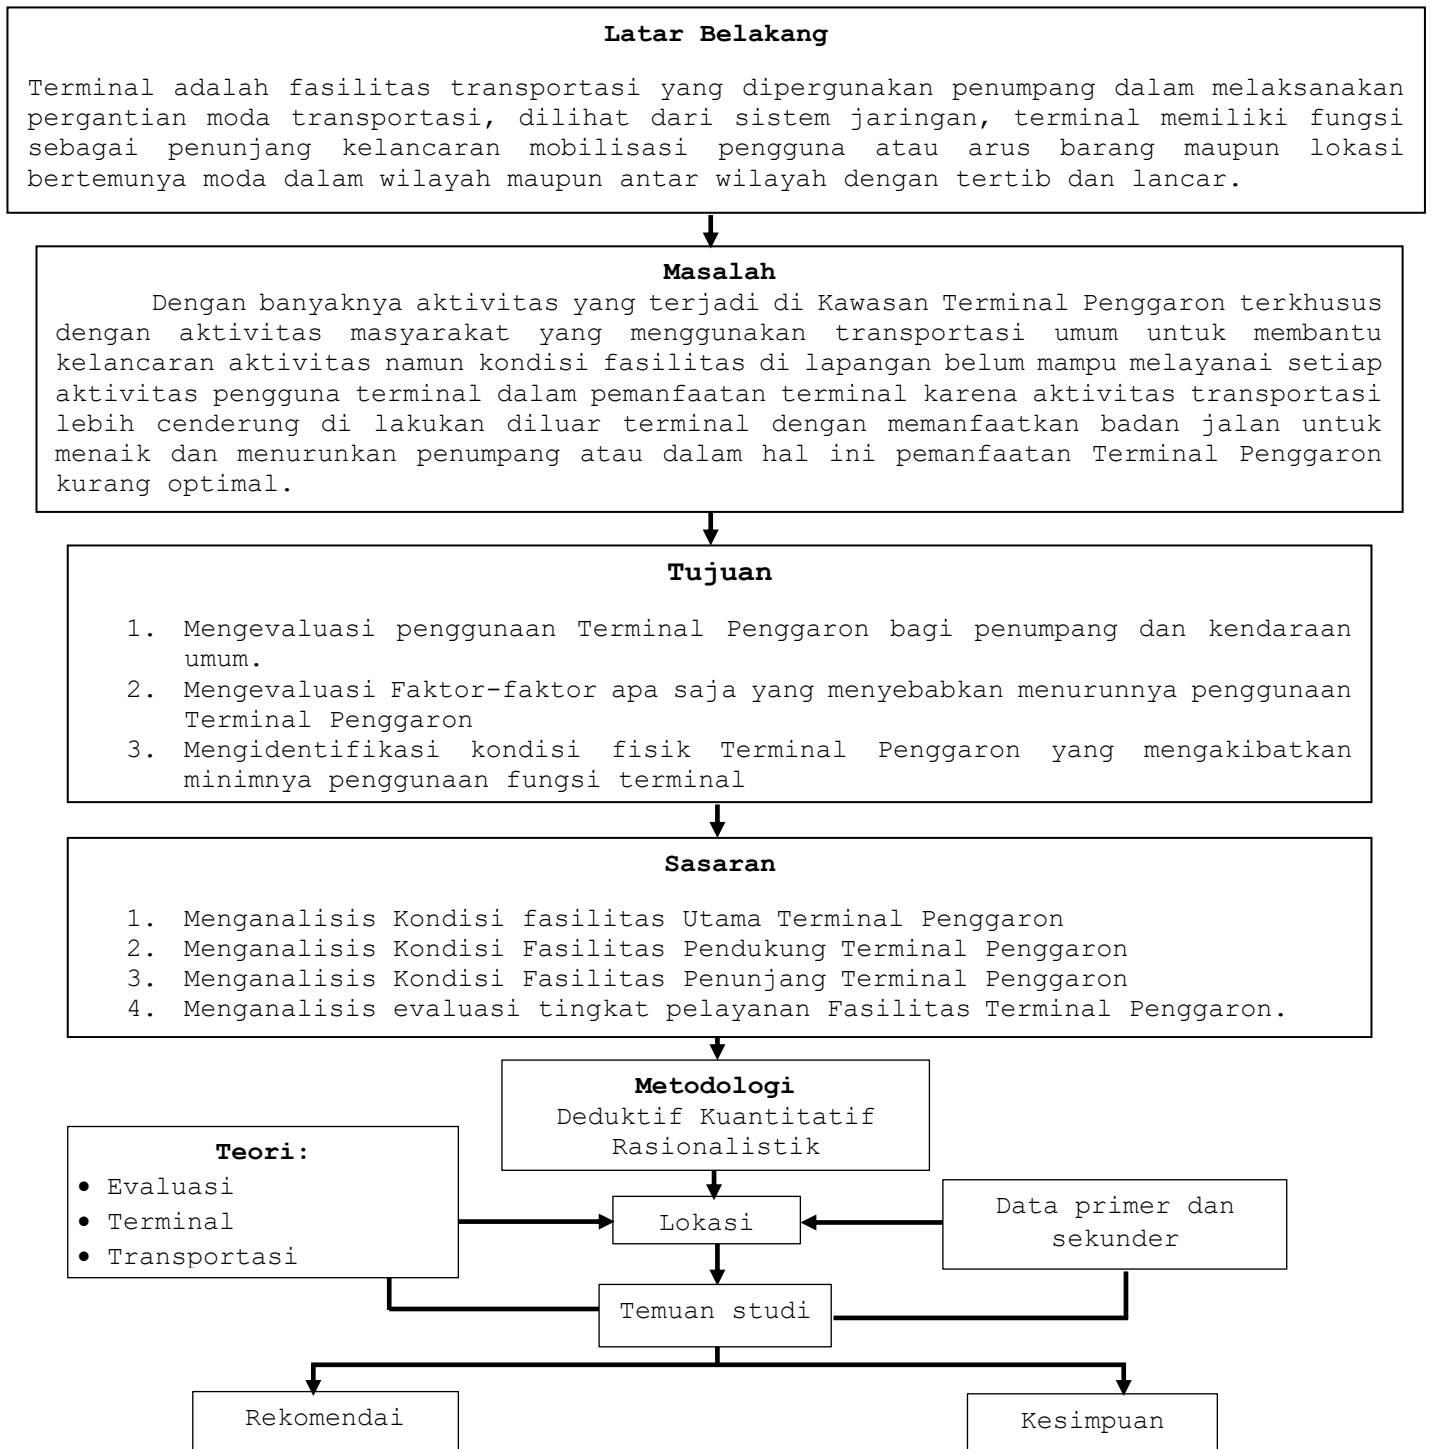 Latar Belakang
Terminal adalah fasilitas transportasi yang dipergunakan penumpang dalam melaksanakan
pergantian moda transportasi, dilihat dari sistem jaringan, terminal memiliki fungsi
sebagai penunjang kelancaran mobilisasi pengguna atau arus barang maupun lokasi
bertemunya moda dalam wilayah maupun antar wilayah dengan tertib dan lancar.
Masalah
Dengan banyaknya aktivitas yang terjadi di Kawasan Terminal Penggaron terkhusus
dengan aktivitas masyarakat yang menggunakan transportasi umum untuk membantu
kelancaran aktivitas namun kondisi fasilitas di lapangan belum mampu melayanai setiap
aktivitas pengguna terminal dalam pemanfaatan terminal karena aktivitas transportasi
lebih cenderung di lakukan diluar terminal dengan memanfaatkan badan jalan untuk
menaik dan menurunkan penumpang atau dalam hal ini pemanfaatan Terminal Penggaron
kurang optimal.
Tujuan
1. Mengevaluasi penggunaan Terminal Penggaron bagi penumpang dan kendaraan
umum.
2. Mengevaluasi Faktor-faktor apa saja yang menyebabkan menurunnya penggunaan
Terminal Penggaron
3. Mengidentifikasi kondisi fisik Terminal Penggaron yang mengakibatkan
minimnya penggunaan fungsi terminal
Sasaran
1. Menganalisis Kondisi fasilitas Utama Terminal Penggaron
2. Menganalisis Kondisi Fasilitas Pendukung Terminal Penggaron
3. Menganalisis Kondisi Fasilitas Penunjang Terminal Penggaron
4. Menganalisis evaluasi tingkat pelayanan Fasilitas Terminal Penggaron.
Metodologi
Deduktif Kuantitatif
Rasionalistik
Teori:
• Evaluasi
• Terminal
• Transportasi
Lokasi
Data primer dan
sekunder
Temuan studi
Rekomendai
Kesimpuan